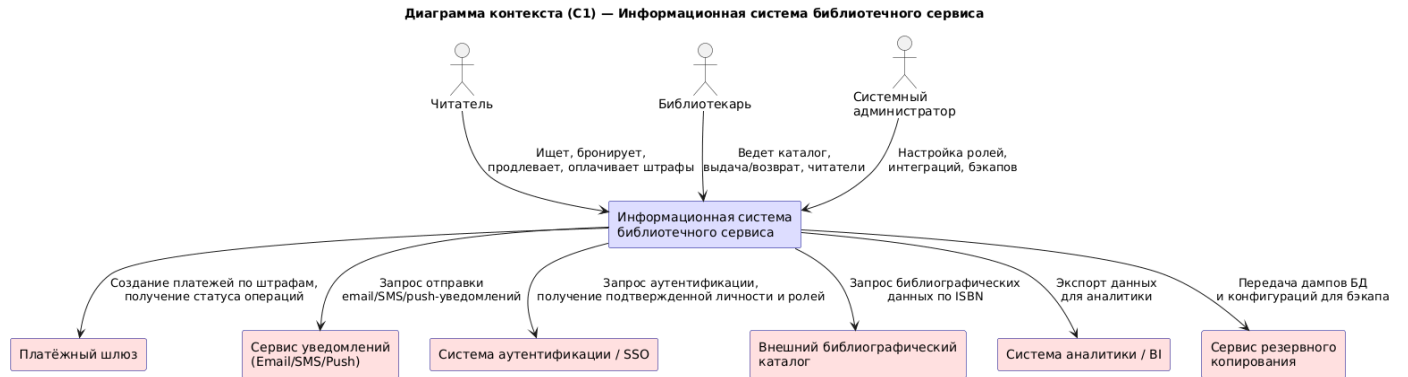 Диаграмма контекста (C1) — Информационная система библиотечного сервиса
Читатель
Библиотекарь
Системный
администратор
Ищет, бронирует,
продлевает, оплачивает штрафы
Ведет каталог,
выдача/возврат, читатели
Настройка ролей,
интеграций, бэкапов
Информационная система
библиотечного сервиса
Создание платежей по штрафам,
получение статуса операций
Запрос отправки
email/SMS/push-уведомлений
Запрос аутентификации,
получение подтвержденной личности и ролей
Запрос библиографических
данных по ISBN
Экспорт данных
для аналитики
Передача дампов БД
и конфигураций для бэкапа
Платёжный шлюз
Сервис уведомлений
(Email/SMS/Push)
Система аутентификации / SSO
Внешний библиографический
каталог
Система аналитики / BI
Сервис резервного
копирования